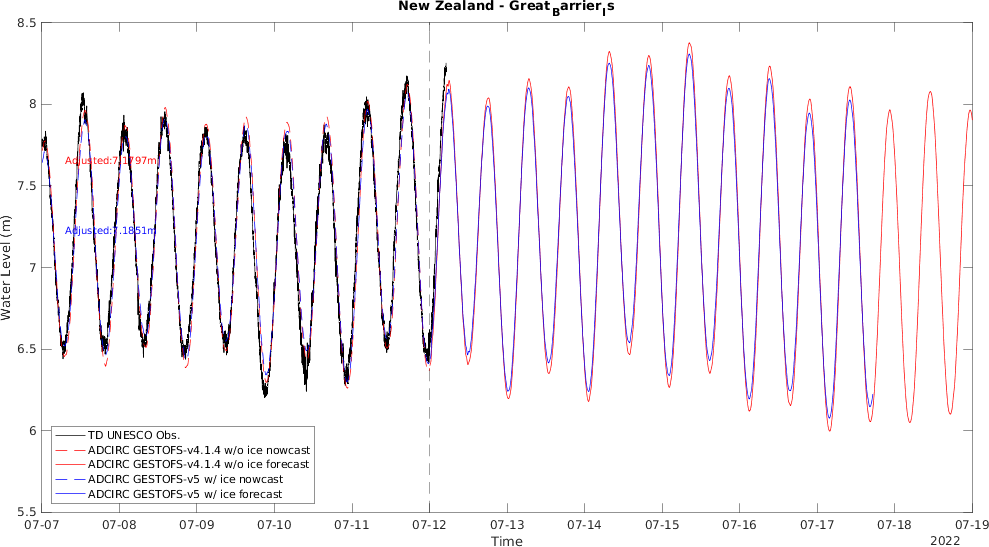 New Zealand - Great_Barrier_Is
8.5
8
7.5
7
6.5
6
5.5
Water Level (m)
Adjusted:7.1797m
Adjusted:7.1851m
TD UNESCO Obs.
ADCIRC GESTOFS-v4.1.4 w/o ice nowcast
ADCIRC GESTOFS-v4.1.4 w/o ice forecast
ADCIRC GESTOFS-v5 w/ ice nowcast
ADCIRC GESTOFS-v5 w/ ice forecast
07-07 07-08 07-09 07-10 07-11 07-12 07-13 07-14 07-15 07-16 07-17 07-18 07-19
Time
2022